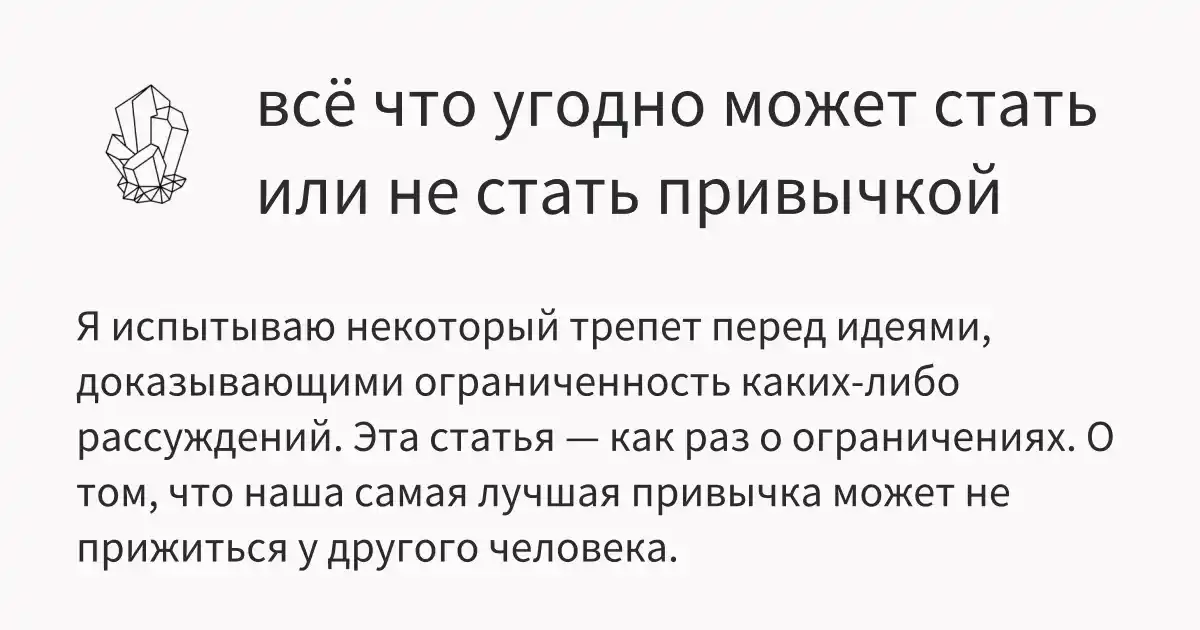 всё что угодно может стать
или не стать привычкой
Я испытываю некоторый трепет перед идеями,
доказывающими ограниченность каких-либо
рассуждений. Эта статья — как раз о ограничениях. О
том, что наша самая лучшая привычка может не
прижиться у другого человека.